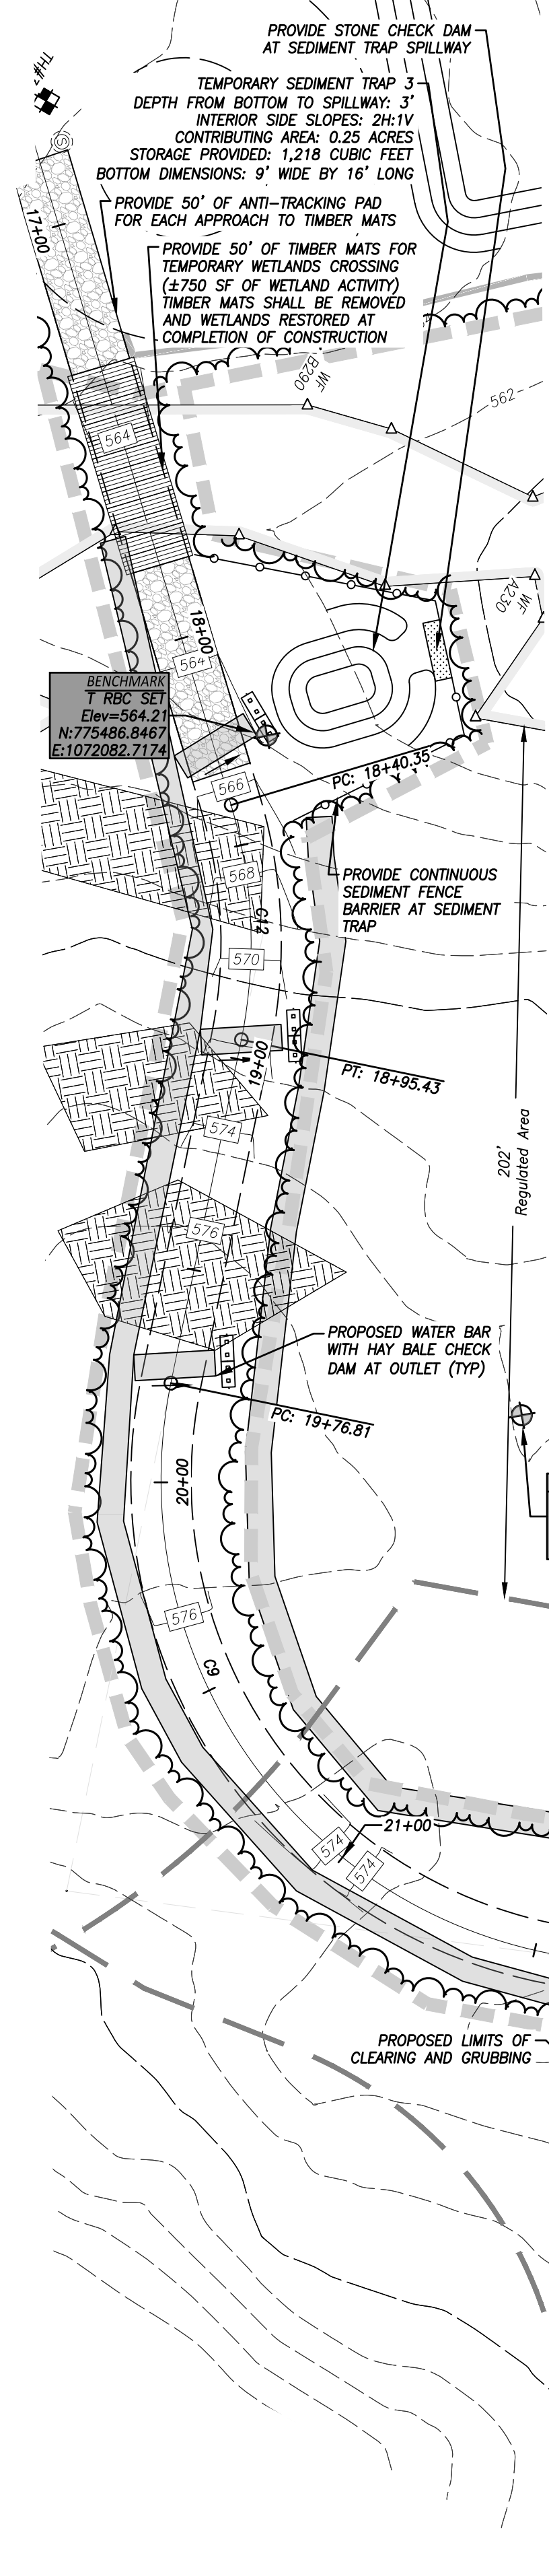 PROVIDE STONE CHECK DAM
AT SEDIMENT TRAP SPILLWAY
TH#
TEMPORARY SEDIMENT TRAP 3
DEPTH FROM BOTTOM TO SPILLWAY: 3'
INTERIOR SIDE SLOPES: 2H:1V
CONTRIBUTING AREA: 0.25 ACRES
STORAGE PROVIDED: 1,218 CUBIC FEET
BOTTOM DIMENSIONS: 9' WIDE BY 16' LONG
S
17+00
PROVIDE 50' OF ANTI-TRACKING PAD
FOR EACH APPROACH TO TIMBER MATS
PROVIDE 50' OF TIMBER MATS FOR
TEMPORARY WETLANDS CROSSING
(±750 SF OF WETLAND ACTIVITY)
TIMBER MATS SHALL BE REMOVED
AND WETLANDS RESTORED AT
COMPLETION OF CONSTRUCTION
WF
B290
562
564
WF
A230
18+00
564
BENCHMARK
T RBC SET
Elev=564.21
N:775486.8467
E:1072082.7174
PC: 18+40.35
566
568
PROVIDE CONTINUOUS
SEDIMENT FENCE
BARRIER AT SEDIMENT
TRAP
C12
570
19+00
PT: 18+95.43
574
202'
Regulated Area
576
PROPOSED WATER BAR
WITH HAY BALE CHECK
DAM AT OUTLET (TYP)
PC: 19+76.81
20+00
576
C9
21+00
574
574
PROPOSED LIMITS OF
CLEARING AND GRUBBING